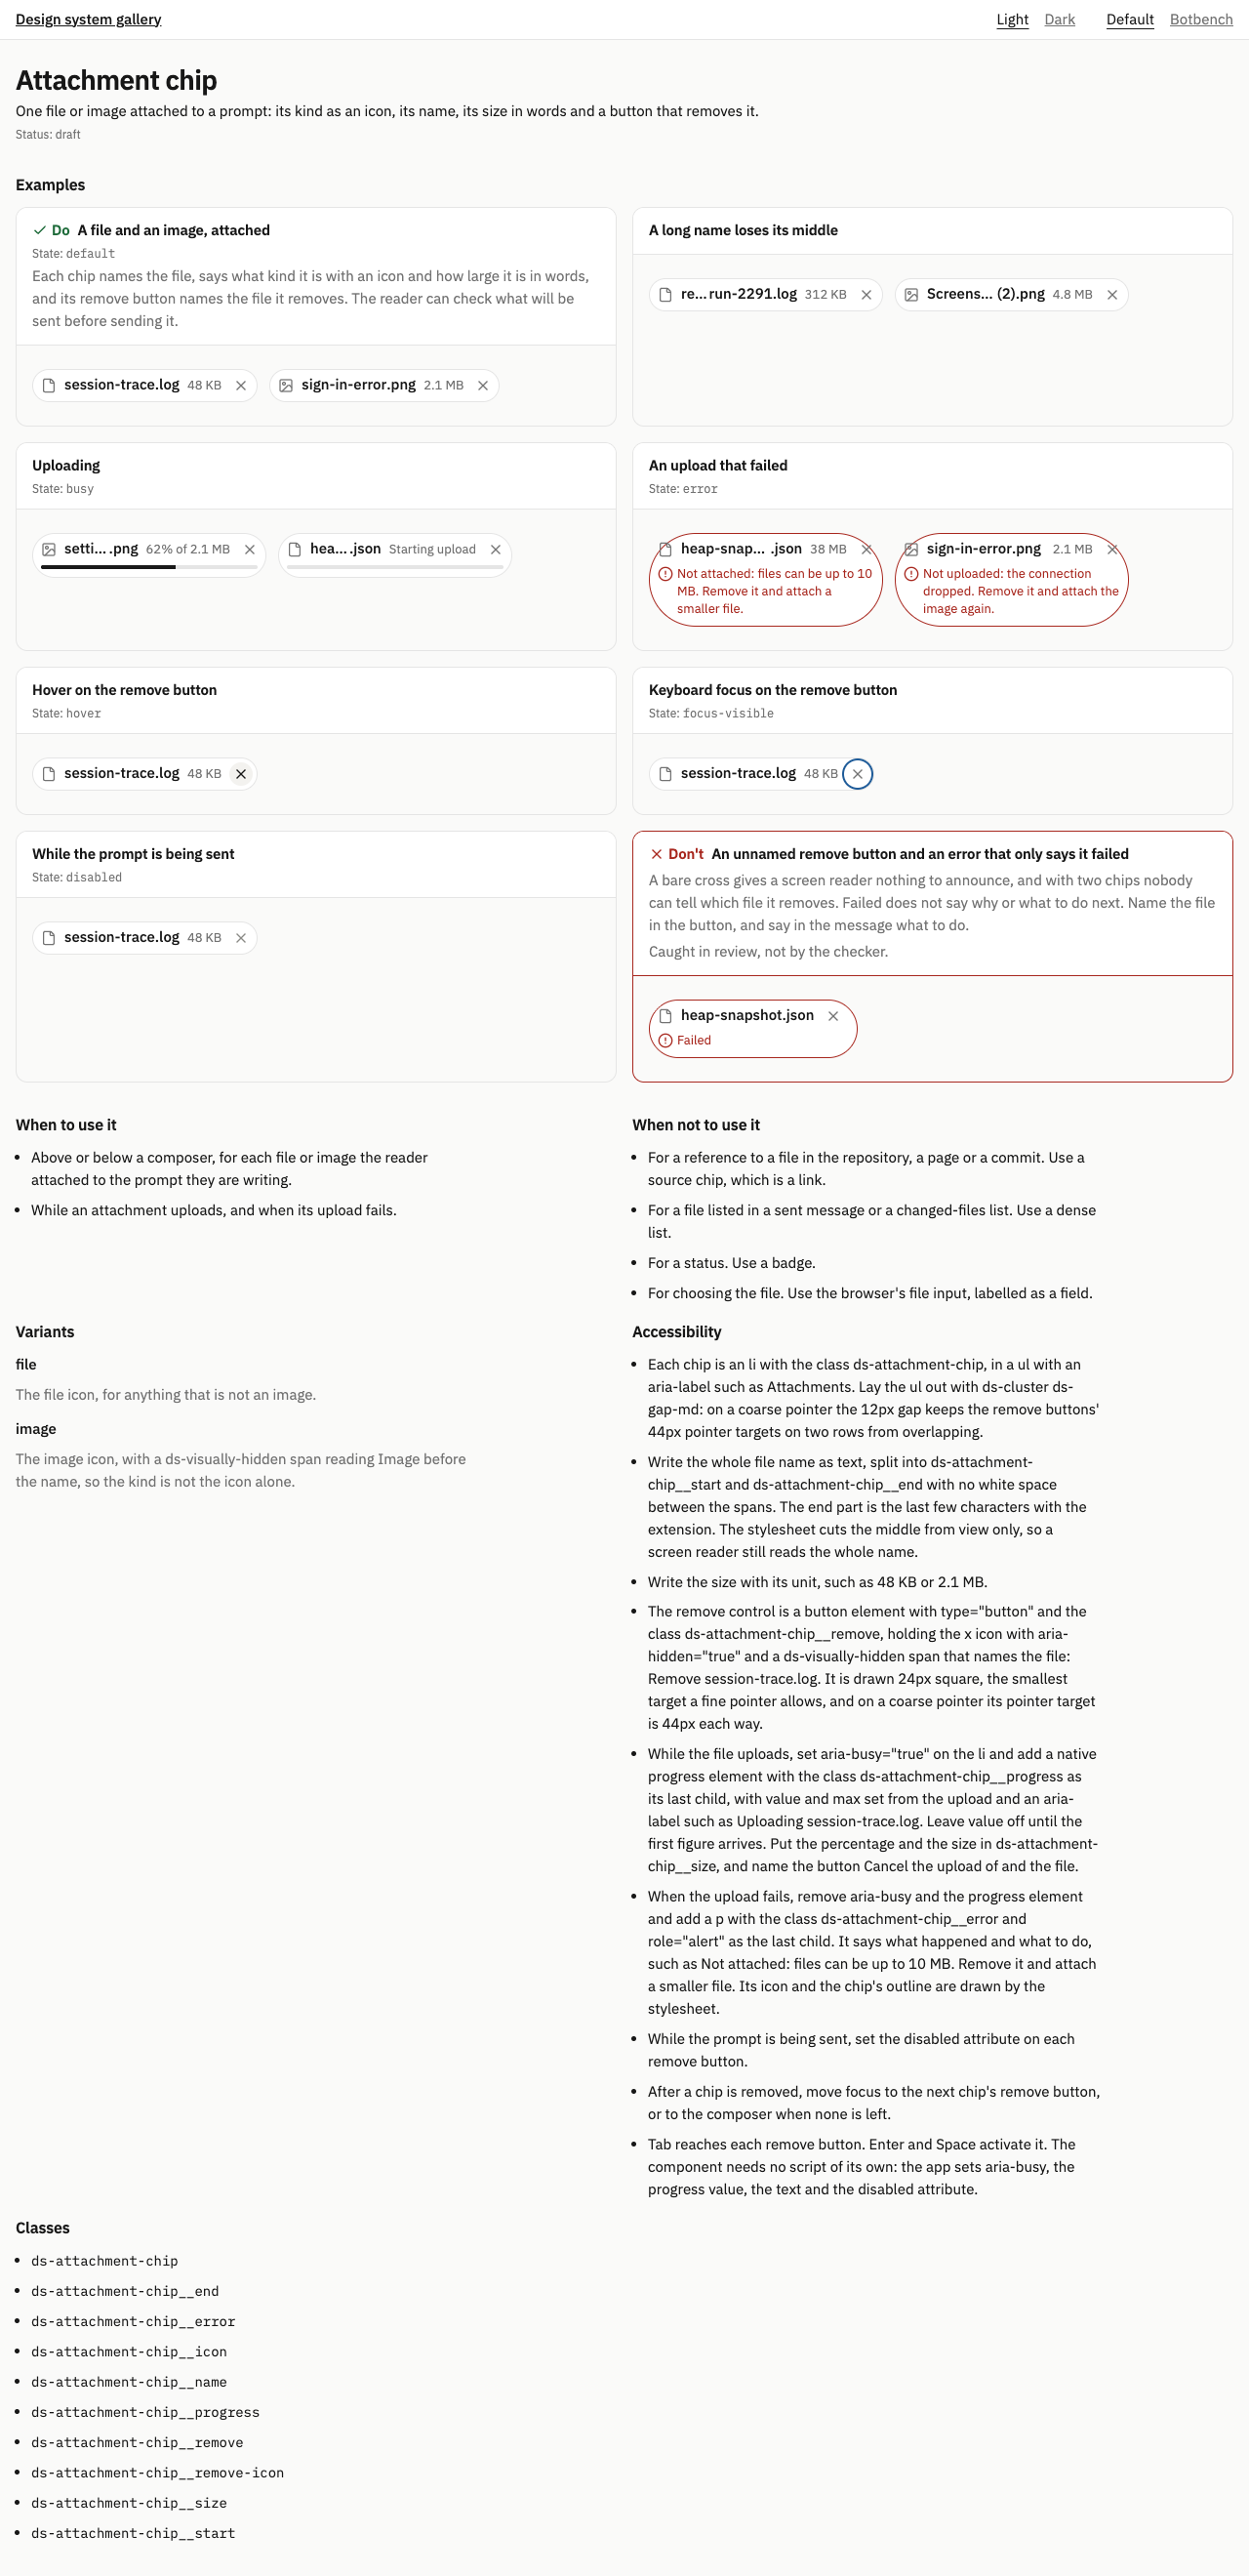 Design system gallery
Light Dark Default Botbench
Attachment chip
One file or image attached to a prompt: its kind as an icon, its name, its size in words and a button that removes it.
Status: draft
Examples
Do A file and an image, attached
State: default
Each chip names the file, says what kind it is with an icon and how large it is in words,
and its remove button names the file it removes. The reader can check what will be
sent before sending it.
session-trace.log 48 KB
sign-in-error.png 2.1 MB
A long name loses its middle
re... run-2291.log 312 KB
Screens... (2).png 4.8 MB
Uploading
State: busy
setti... .png 62% of 2.1 MB
hea... .json Starting upload
An upload that failed
State: error
heap-snap... .json 38 MB
Not attached: files can be up to 10
MB. Remove it and attach a
smaller file.
sign-in-error.png 2.1 MB
Not uploaded: the connection
dropped. Remove it and attach the
image again.
Hover on the remove button
State: hover
session-trace.log 48 KB
Keyboard focus on the remove button
State: focus-visible
session-trace.log 48 KB
While the prompt is being sent
State: disabled
session-trace.log 48 KB
Don't An unnamed remove button and an error that only says it failed
A bare cross gives a screen reader nothing to announce, and with two chips nobody
can tell which file it removes. Failed does not say why or what to do next. Name the file
in the button, and say in the message what to do.
Caught in review, not by the checker.
heap-snapshot.json
Failed
When to use it
Above or below a composer, for each file or image the reader
attached to the prompt they are writing.
While an attachment uploads, and when its upload fails.
When not to use it
For a reference to a file in the repository, a page or a commit. Use a
source chip, which is a link.
For a file listed in a sent message or a changed-files list. Use a dense
list.
For a status. Use a badge.
For choosing the file. Use the browser's file input, labelled as a field.
Variants
file
The file icon, for anything that is not an image.
image
The image icon, with a ds-visually-hidden span reading Image before
the name, so the kind is not the icon alone.
Accessibility
Each chip is an li with the class ds-attachment-chip, in a ul with an
aria-label such as Attachments. Lay the ul out with ds-cluster ds-
gap-md: on a coarse pointer the 12px gap keeps the remove buttons'
44px pointer targets on two rows from overlapping.
Write the whole file name as text, split into ds-attachment-
chip__start and ds-attachment-chip__end with no white space
between the spans. The end part is the last few characters with the
extension. The stylesheet cuts the middle from view only, so a
screen reader still reads the whole name.
Write the size with its unit, such as 48 KB or 2.1 MB.
The remove control is a button element with type="button" and the
class ds-attachment-chip__remove, holding the x icon with aria-
hidden="true" and a ds-visually-hidden span that names the file:
Remove session-trace.log. It is drawn 24px square, the smallest
target a fine pointer allows, and on a coarse pointer its pointer target
is 44px each way.
While the file uploads, set aria-busy="true" on the li and add a native
progress element with the class ds-attachment-chip__progress as
its last child, with value and max set from the upload and an aria-
label such as Uploading session-trace.log. Leave value off until the
first figure arrives. Put the percentage and the size in ds-attachment-
chip__size, and name the button Cancel the upload of and the file.
When the upload fails, remove aria-busy and the progress element
and add a p with the class ds-attachment-chip__error and
role="alert" as the last child. It says what happened and what to do,
such as Not attached: files can be up to 10 MB. Remove it and attach
a smaller file. Its icon and the chip's outline are drawn by the
stylesheet.
While the prompt is being sent, set the disabled attribute on each
remove button.
After a chip is removed, move focus to the next chip's remove button,
or to the composer when none is left.
Tab reaches each remove button. Enter and Space activate it. The
component needs no script of its own: the app sets aria-busy, the
progress value, the text and the disabled attribute.
Classes
ds-attachment-chip
ds-attachment-chip__end
ds-attachment-chip__error
ds-attachment-chip__icon
ds-attachment-chip__name
ds-attachment-chip__progress
ds-attachment-chip__remove
ds-attachment-chip__remove-icon
ds-attachment-chip__size
ds-attachment-chip__start